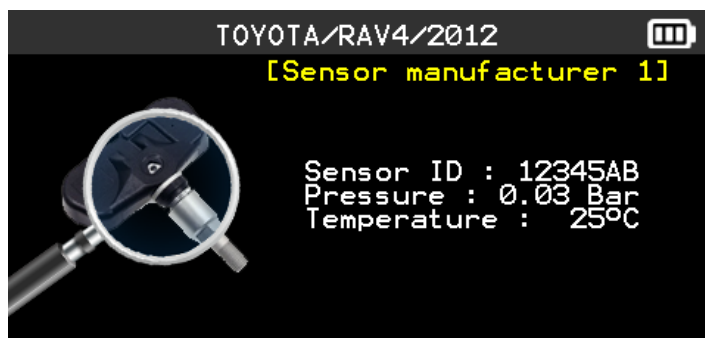 TOYOTA/RAV4/2012
[Sensor manufacturer 1]
Sensor ID : 12345AB
Pressure : 0.03 Bar
Temperature :  25ºC